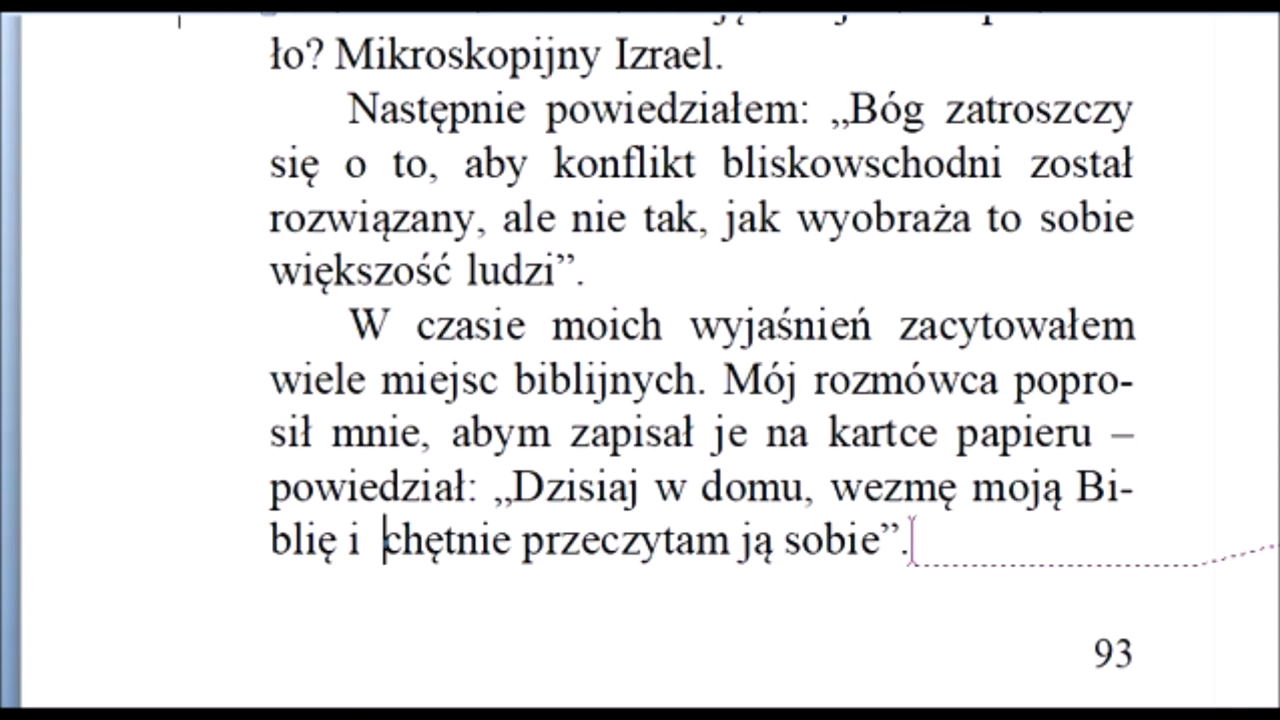 ło? Mikroskopijny Izrael.
Następnie powiedziałem: „Bóg zatroszczy
się o to, aby konflikt bliskowschodni został
rozwiązany, ale nie tak, jak wyobraża to sobie
większość ludzi”.
W czasie moich wyjaśnień zacytowałem
wiele miejsc biblijnych. Mój rozmówca popro-
sił mnie, abym zapisał je na kartce papieru –
powiedział: „Dzisiaj w domu, wezmę moją Bi-
blię i chętnie przeczytam ją sobie”.
93